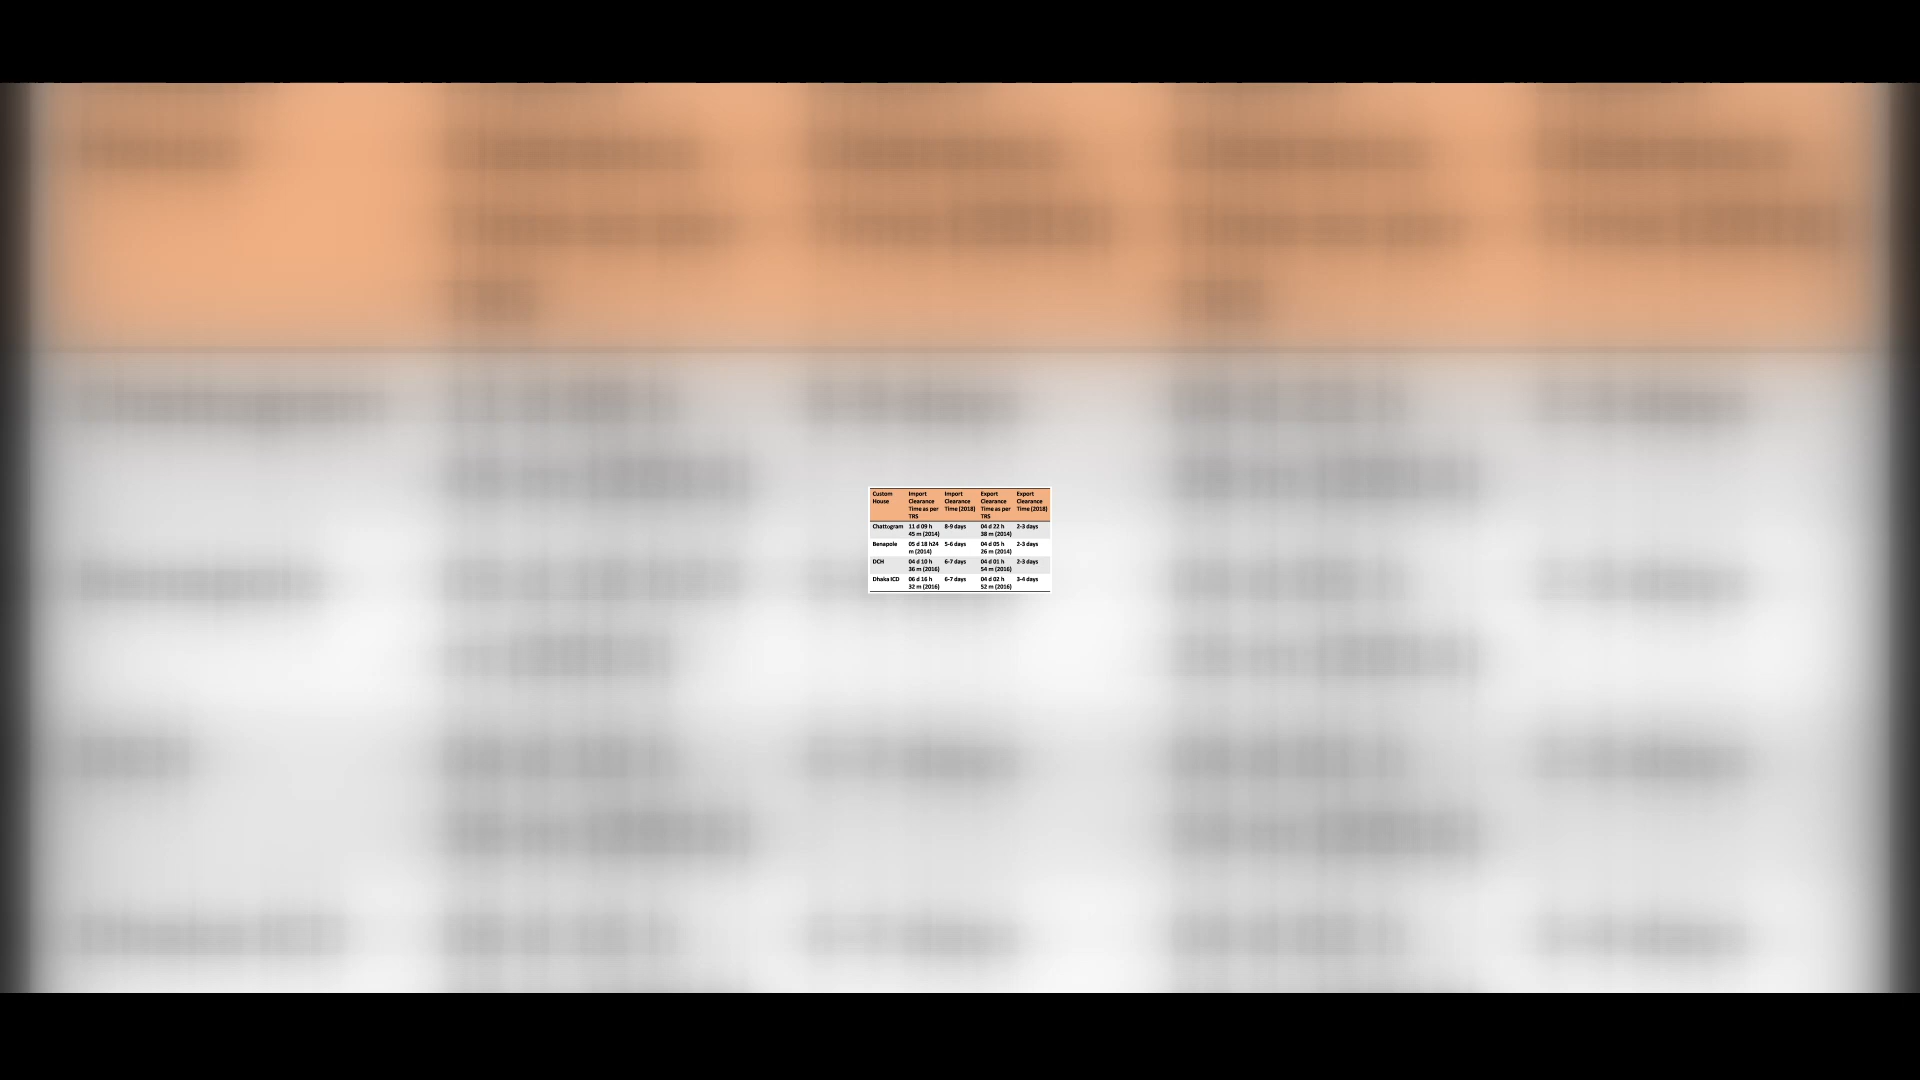 Custom House | Import Clearance Time as per TRS | Import Clearance Time (2018) | Export Clearance Time as per TRS | Export Clearance Time (2018)
Chattogram | 11 d 09 h 45 m (2014) | 8-9 days | 04 d 22 h 38 m (2014) | 2-3 days
Benapole | 05 d 18 h24 m (2014) | 5-6 days | 04 d 05 h 26 m (2014) | 2-3 days
DCH | 04 d 10 h 36 m (2016) | 6-7 days | 04 d 01 h 54 m (2016) | 2-3 days
Dhaka ICD | 06 d 16 h 32 m (2016) | 6-7 days | 04 d 02 h 52 m (2016) | 3-4 days